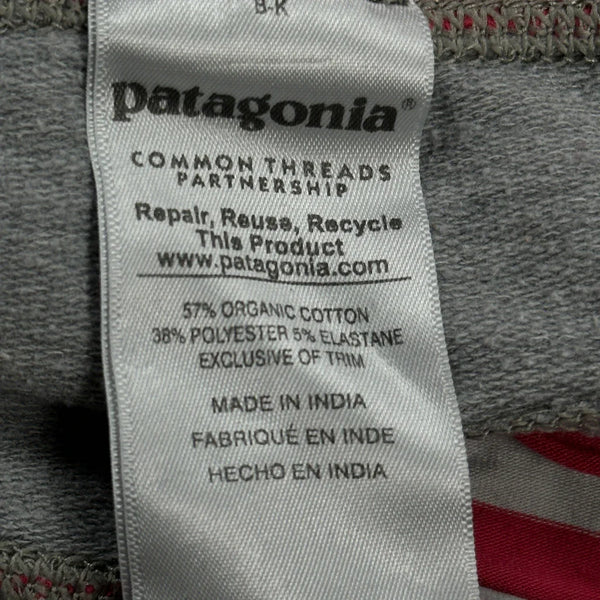 B-K
patagonia®
COMMON THREADS
PARTNERSHIP
Repair, Reuse, Recycle
This Product
www.patagonia.com
57% ORGANIC COTTON
38% POLYESTER 5% ELASTANE
EXCLUSIVE OF TRIM
MADE IN INDIA
FABRIQUÉ EN INDE
HECHO EN INDIA